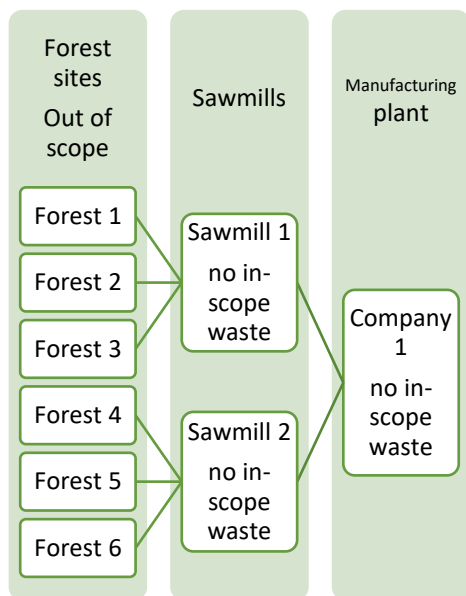 Forest
sites
Out of
scope
Forest 1
Forest 2
Forest 3
Forest 4
Forest 5
Forest 6
Sawmills
Sawmill 1
no in-
scope
waste
Sawmill 2
no in-
scope
waste
Manufacturing
plant
Company
1
no in-
scope
waste